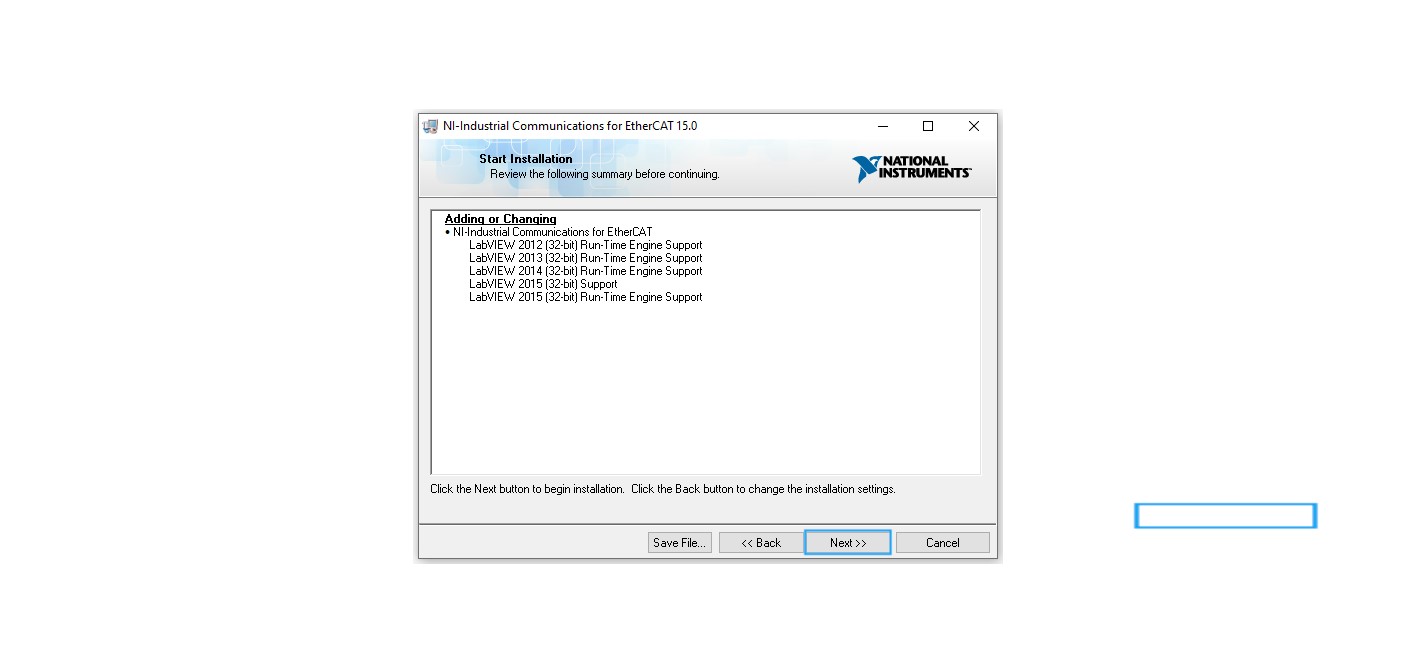 NI-Industrial Communications for EtherCAT 15.0
Start Installation
Review the following summary before continuing.
NATIONAL
INSTRUMENTS™
Adding or Changing
• NI-Industrial Communications for EtherCAT
LabVIEW 2012 (32-bit) Run-Time Engine Support
LabVIEW 2013 (32-bit) Run-Time Engine Support
LabVIEW 2014 (32-bit) Run-Time Engine Support
LabVIEW 2015 (32-bit) Support
LabVIEW 2015 (32-bit) Run-Time Engine Support
Click the Next button to begin installation.  Click the Back button to change the installation settings.
Save File... << Back Next >> Cancel